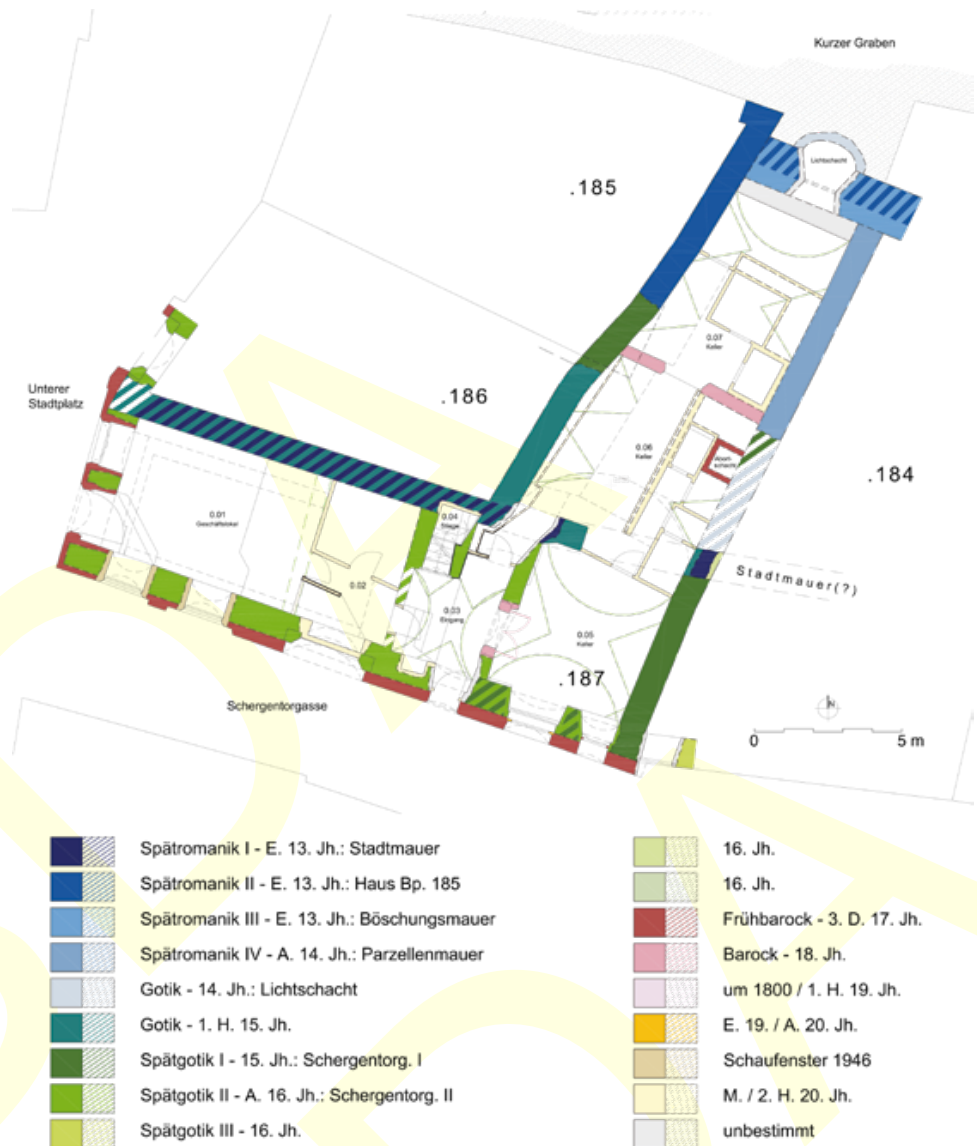 Kurzer Graben
Lichtschacht
.185
0.07
Keller
Unterer
Stadtplatz
.186
0.06
Keller
.184
0.01
Geschäftslokal
0.04
Stiege
0.02
0.03
Eingang
0.05
Keller
Stadtmauer(?)
.187
Schergentorgasse
N
0 5 m
Spätromanik I - E. 13. Jh.: Stadtmauer
Spätromanik II - E. 13. Jh.: Haus Bp. 185
Spätromanik III - E. 13. Jh.: Böschungsmauer
Spätromanik IV - A. 14. Jh.: Parzellenmauer
Gotik - 14. Jh.: Lichtschacht
Gotik - 1. H. 15. Jh.
Spätgotik I - 15. Jh.: Schergentorg. I
Spätgotik II - A. 16. Jh.: Schergentorg. II
Spätgotik III - 16. Jh.
16. Jh.
16. Jh.
Frühbarock - 3. D. 17. Jh.
Barock - 18. Jh.
um 1800 / 1. H. 19. Jh.
E. 19. / A. 20. Jh.
Schaufenster 1946
M. / 2. H. 20. Jh.
unbestimmt